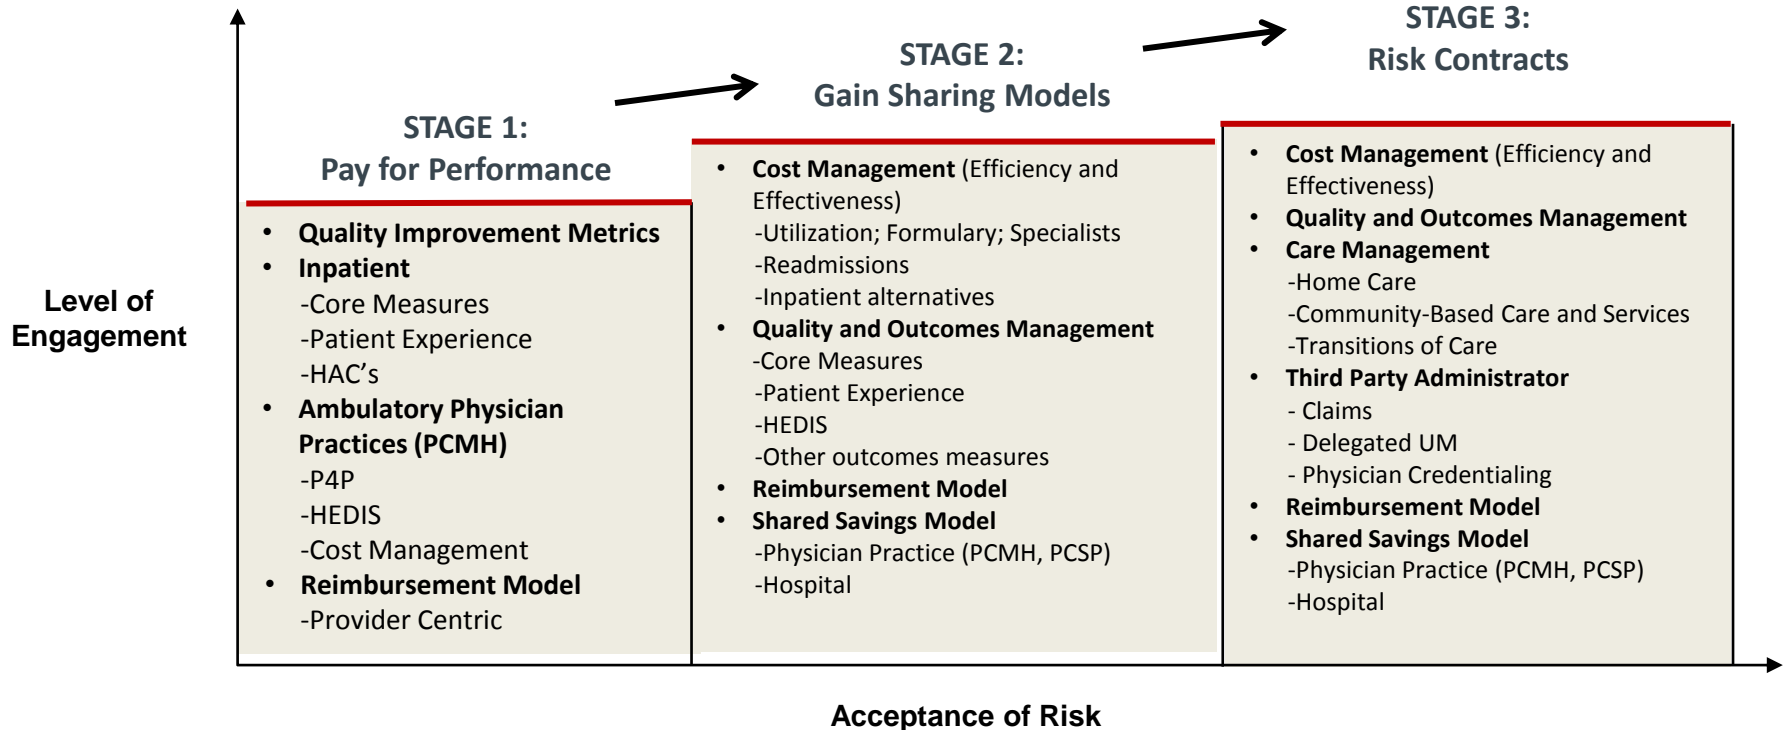 STAGE 1:
Pay for Performance
• Quality Improvement Metrics
• Inpatient
-Core Measures
-Patient Experience
-HAC’s
• Ambulatory Physician
Practices (PCMH)
-P4P
-HEDIS
-Cost Management
• Reimbursement Model
-Provider Centric
STAGE 2:
Gain Sharing Models
• Cost Management (Efficiency and
Effectiveness)
-Utilization; Formulary; Specialists
-Readmissions
-Inpatient alternatives
• Quality and Outcomes Management
-Core Measures
-Patient Experience
-HEDIS
-Other outcomes measures
• Reimbursement Model
• Shared Savings Model
-Physician Practice (PCMH, PCSP)
-Hospital
STAGE 3:
Risk Contracts
• Cost Management (Efficiency and
Effectiveness)
• Quality and Outcomes Management
• Care Management
-Home Care
-Community-Based Care and Services
-Transitions of Care
• Third Party Administrator
- Claims
- Delegated UM
- Physician Credentialing
• Reimbursement Model
• Shared Savings Model
-Physician Practice (PCMH, PCSP)
-Hospital
Level of
Engagement
Acceptance of Risk